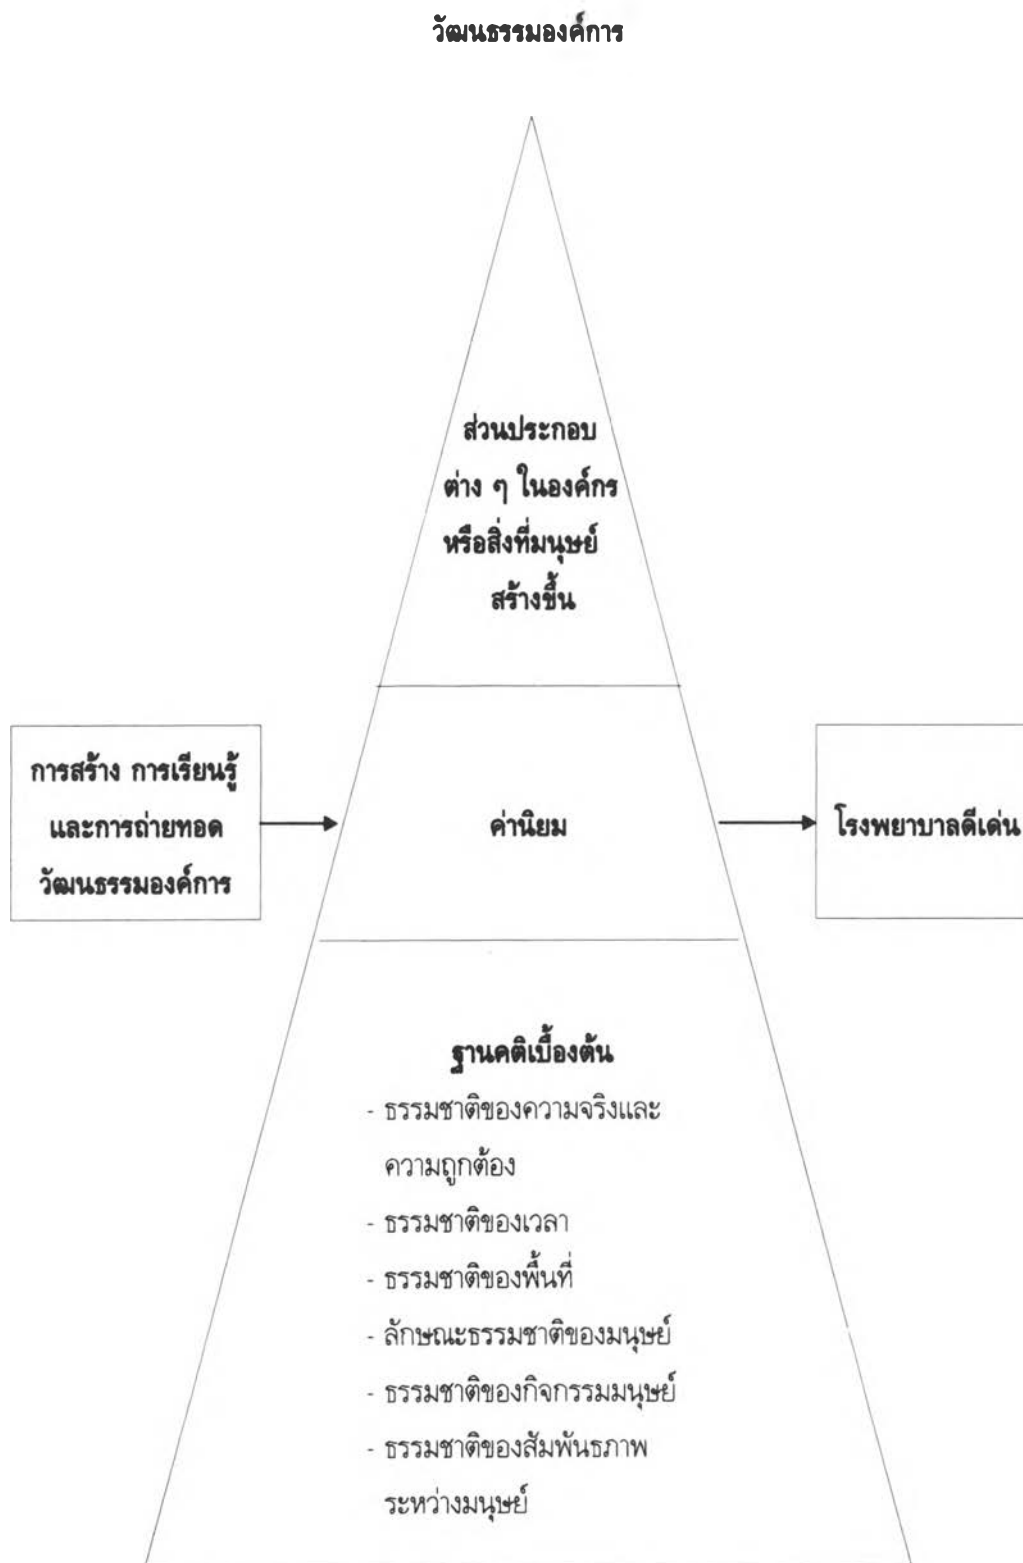 วัฒนธรรมองค์การ
ส่วนประกอบ
ต่าง ๆ ในองค์กร
หรือสิ่งที่มนุษย์
สร้างขึ้น
การสร้าง การเรียนรู้
และการถ่ายทอด
วัฒนธรรมองค์การ
ค่านิยม
โรงพยาบาลดีเด่น
ฐานคติเบื้องต้น
- ธรรมชาติของความจริงและ
ความถูกต้อง
- ธรรมชาติของเวลา
- ธรรมชาติของพื้นที่
- ลักษณะธรรมชาติของมนุษย์
- ธรรมชาติของกิจกรรมมนุษย์
- ธรรมชาติของสัมพันธภาพ
ระหว่างมนุษย์